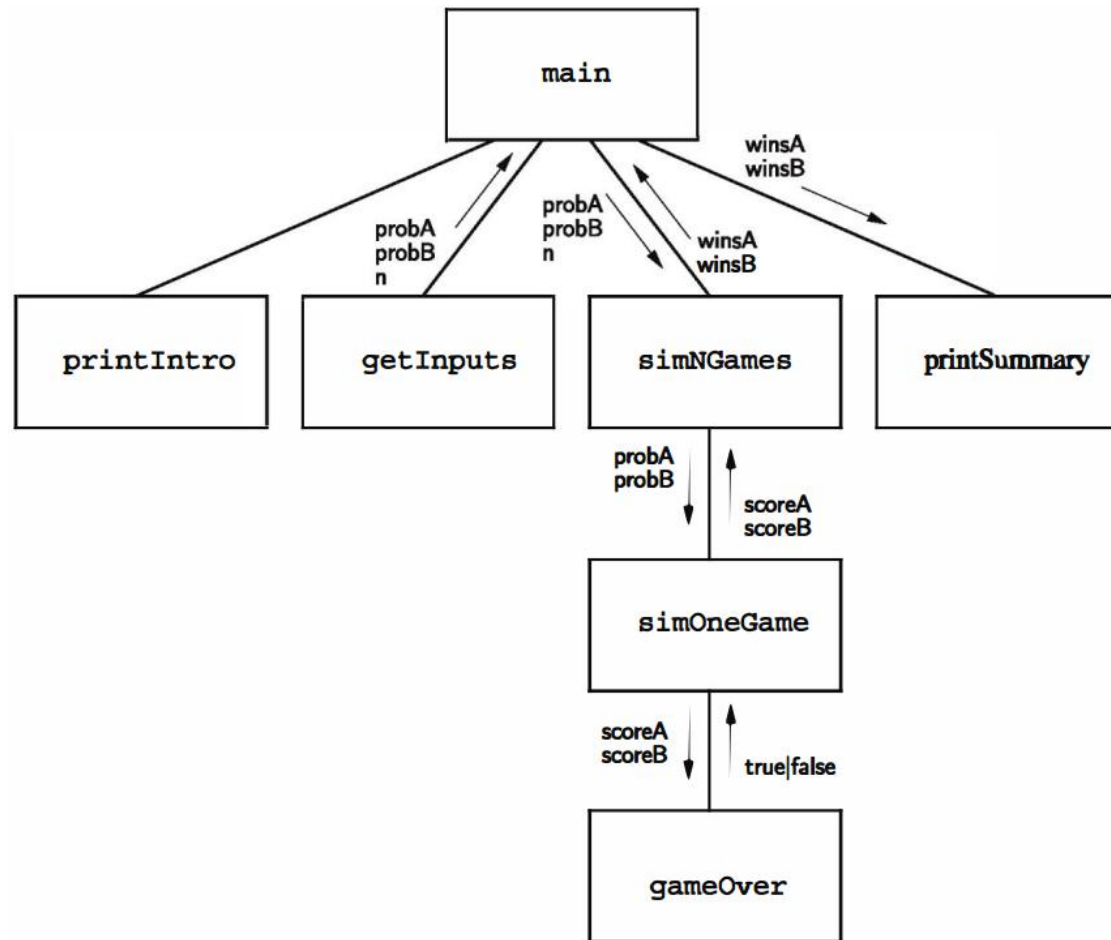 main
winsA
winsB
probA
probB
n
probA
probB
n
winsA
winsB
printIntro
getInputs
simNGames
printSummary
probA
probB
scoreA
scoreB
simOneGame
scoreA
scoreB
true|false
gameOver